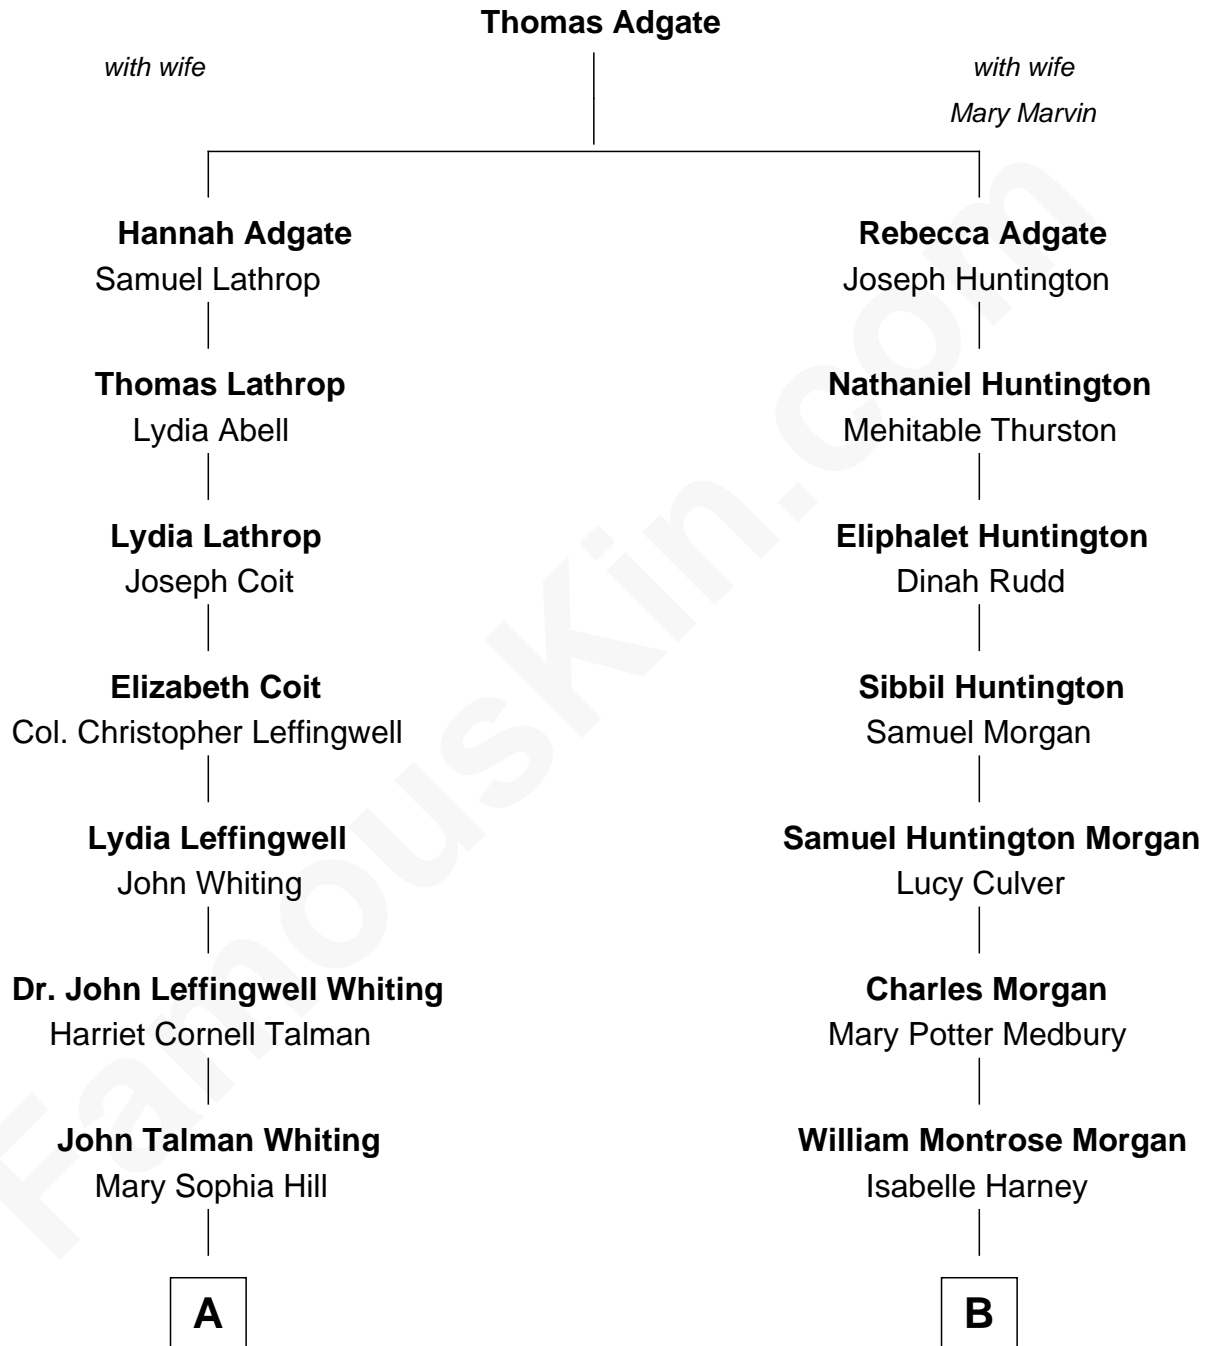 Thomas Adgate
with wife
with wife
Mary Marvin
Hannah Adgate
Samuel Lathrop
Rebecca Adgate
Joseph Huntington
Thomas Lathrop
Lydia Abell
Nathaniel Huntington
Mehitable Thurston
Lydia Lathrop
Joseph Coit
Eliphalet Huntington
Dinah Rudd
Elizabeth Coit
Col. Christopher Leffingwell
Sibbil Huntington
Samuel Morgan
Lydia Leffingwell
John Whiting
Samuel Huntington Morgan
Lucy Culver
Dr. John Leffingwell Whiting
Harriet Cornell Talman
Charles Morgan
Mary Potter Medbury
John Talman Whiting
Mary Sophia Hill
William Montrose Morgan
Isabelle Harney
A
B
FamousKin.com